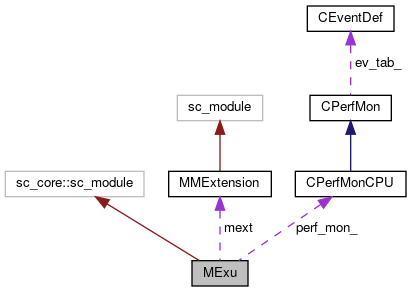 CEventDef
ev_tab_
sc_module
CPerfMon
sc_core::sc_module
MMExtension
CPerfMonCPU
mext
perf_mon_
MExu